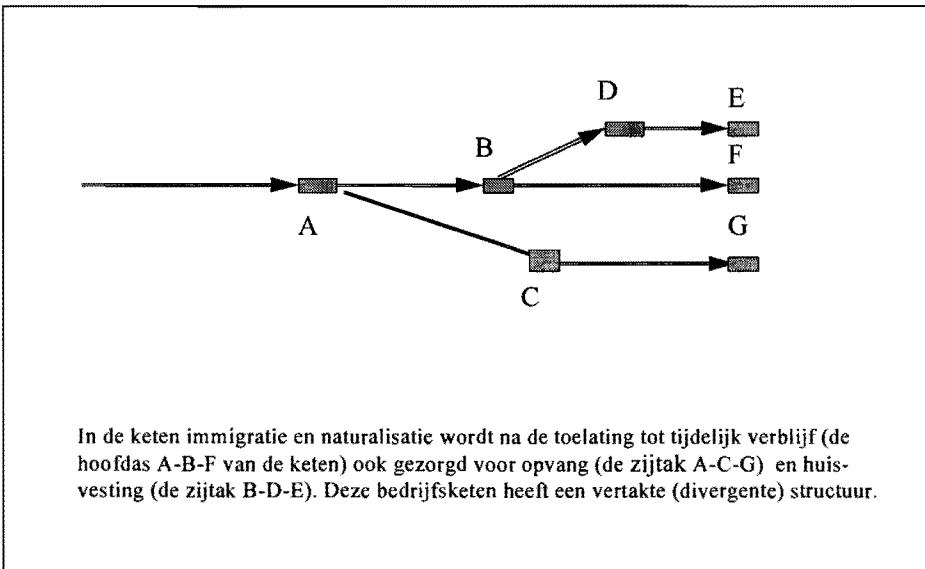 D
E
B
F
A
G
C
In de keten immigratie en naturalisatie wordt na de toelating tot tijdelijk verblijf (de
hoofdas A-B-F van de keten) ook gezorgd voor opvang (de zijtak A-C-G) en huis-
vesting (de zijtak B-D-E). Deze bedrijfsketen heeft een vertakte (divergente) structuur.